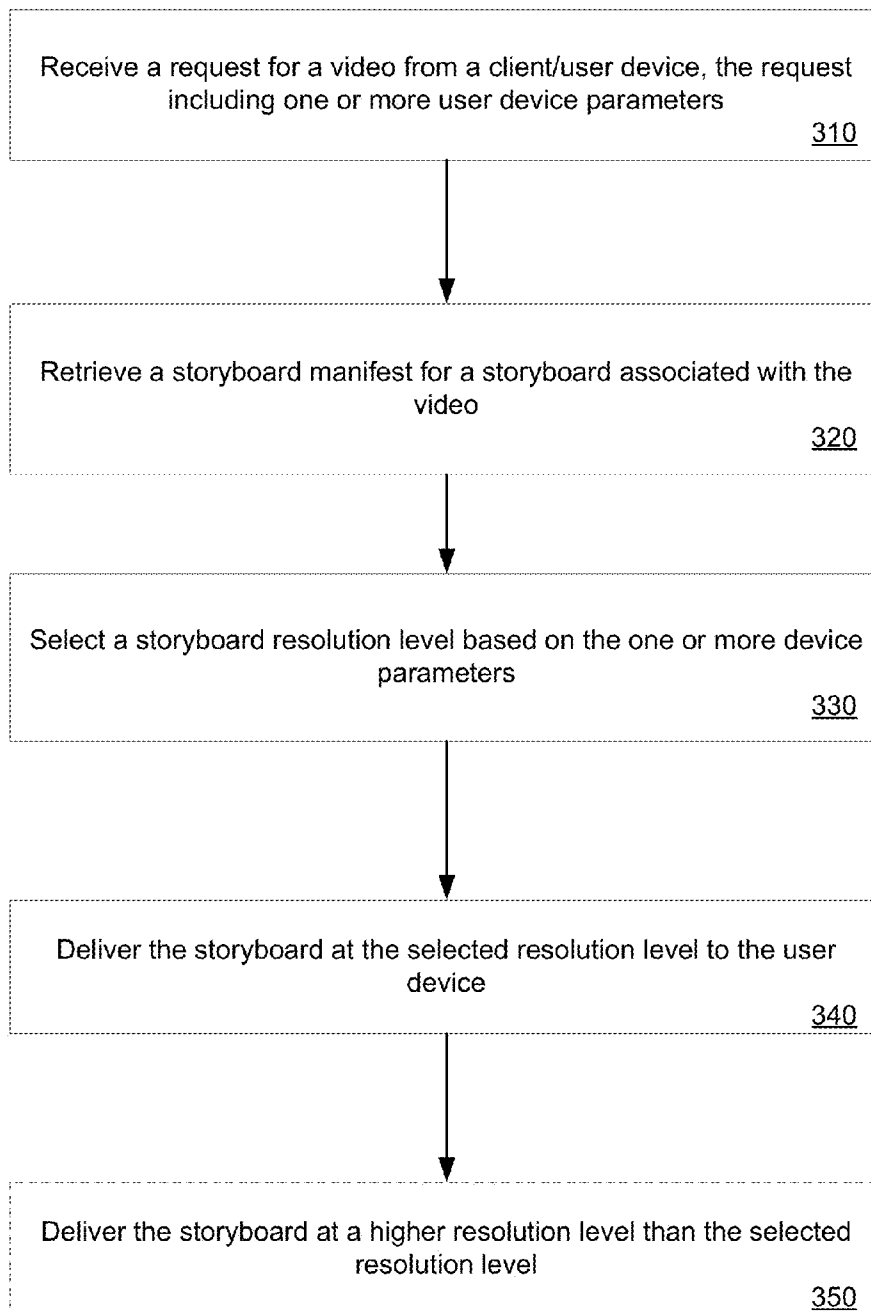 Receive a request for a video from a client/user device, the request
including one or more user device parameters
310
Retrieve a storyboard manifest for a storyboard associated with the
video
320
Select a storyboard resolution level based on the one or more device
parameters
330
Deliver the storyboard at the selected resolution level to the user
device
340
Deliver the storyboard at a higher resolution level than the selected
resolution level
350